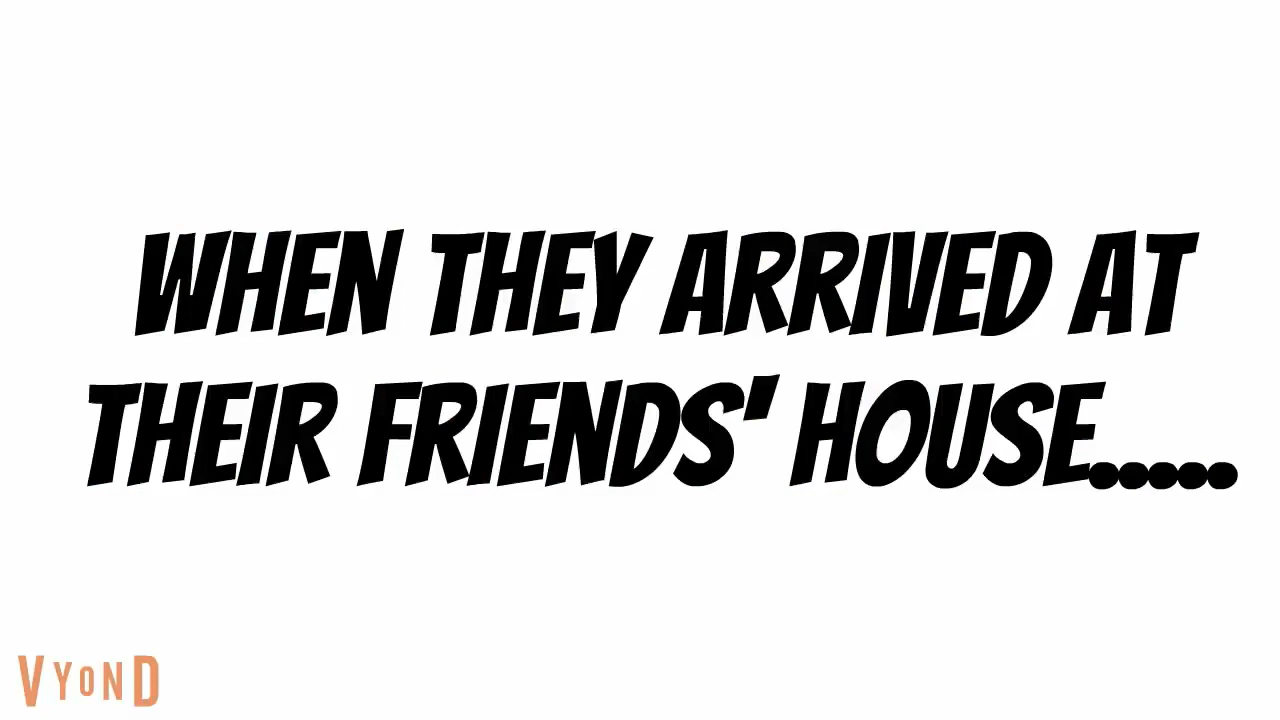 WHEN THEY ARRIVED AT
THEIR FRIENDS' HOUSE.....
VYOND